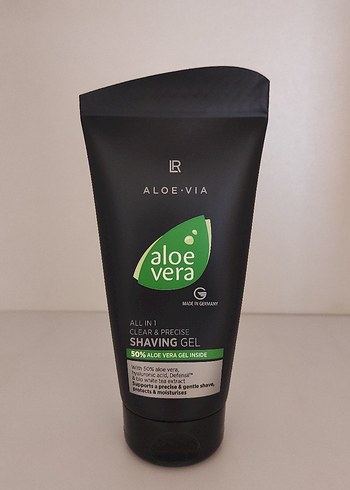 LR
ALOE·VIA
aloe
vera
MADE IN GERMANY
ALL IN 1
CLEAR & PRECISE
SHAVING GEL
50% ALOE VERA GEL INSIDE
With 50% aloe vera,
hyaluronic acid, Defensil™
& bio white tea extract
Supports a precise & gentle shave,
protects & moisturises